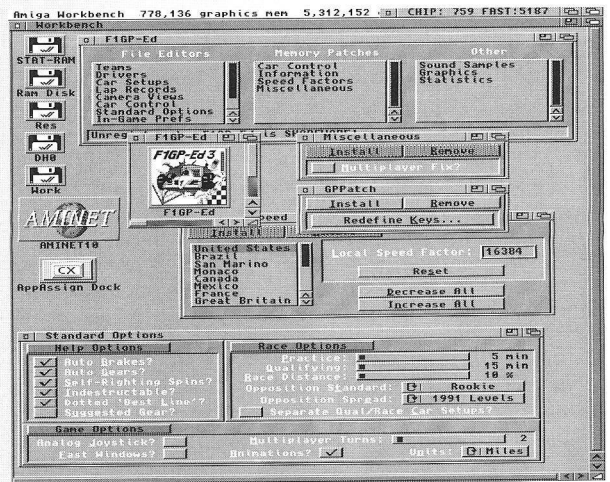 Amiga Workbench 778,136 graphics mem 5,312,152
CHIP: 759 FAST:5187
Workbench
STAT-RAM
Ram Disk
Res
DH0
Work
AMINET
AMINET10
CX
AppAssign Dock
F1GP-Ed
File Editors
Teams
Drivers
Car Setups
Lap Records
Camera Views
Car Control
Standard Options
In-Game Prefs
Memory Patches
Car Control
Information
Speed Factors
Miscellaneous
Other
Sound Samples
Graphics
Statistics
F1GP-Ed
F1GP-Ed 3
F1GP-Ed
Miscellaneous
Install Remove
Multiplayer Fix?
GPPatch
Install Remove
Redefine Keys...
Install
United States
Brazil
San Marino
Monaco
Canada
Mexico
France
Great Britain
Local Speed Factor: 16384
Reset
Decrease All
Increase All
Standard Options
Help Options
Auto Brakes?
Auto Gears?
Self-Righting Spins?
Indestructable?
Dotted 'Best Line'?
Suggested Gear?
Race Options
Practice: 5 min
Qualifying: 15 min
Race Distance: 10 %
Opposition Standard: Rookie
Opposition Spread: 1991 Levels
Separate Qual/Race Car Setups?
Game Options
Analog Joystick?
Multiplayer Turns: 2
East Windows?
Animations?
Units: Miles